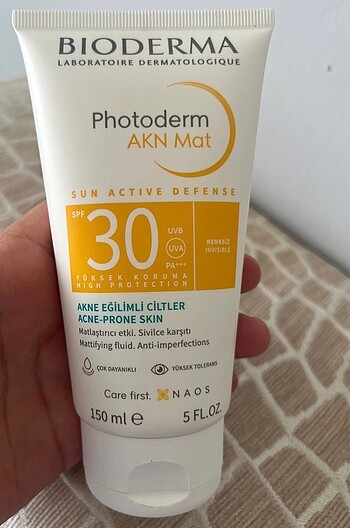 BIODERMA
LABORATOIRE DERMATOLOGIQUE
Photoderm
AKN Mat
SUN ACTIVE DEFENSE
SPF 30 UVB
UVA
PA+++
RENKSİZ
INVISIBLE
YÜKSEK KORUMA
HIGH PROTECTION
AKNE EĞİLİMLİ CİLTLER
ACNE-PRONE SKIN
Matlaştırıcı etki. Sivilce karşıtı
Mattifying fluid. Anti-imperfections
ÇOK DAYANIKLI YÜKSEK TOLERANS
Care first. NAOS
150 ml e 5 FL.OZ.